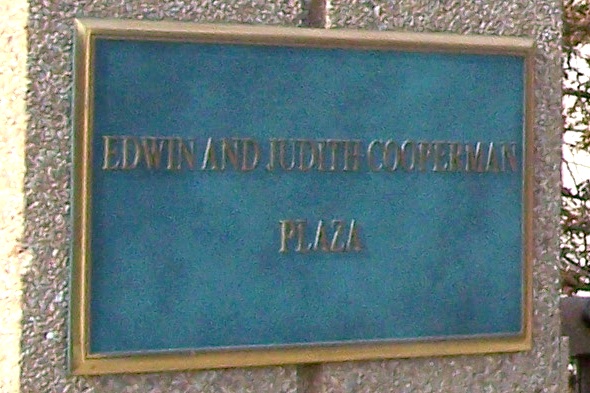 EDWIN AND JUDITH COOPERMAN
PLAZA